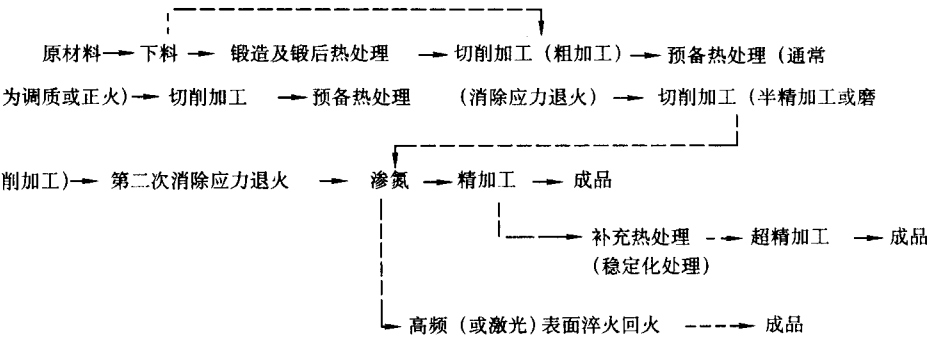 原材料 下料 锻造及锻后热处理 切削加工(粗加工) 预备热处理(通常
为调质或正火) 切削加工 预备热处理 (消除应力退火) 切削加工(半精加工或磨
削加工) 第二次消除应力退火 渗氮 精加工 成品
补充热处理 超精加工 成品
(稳定化处理)
高频(或激光)表面淬火回火 成品